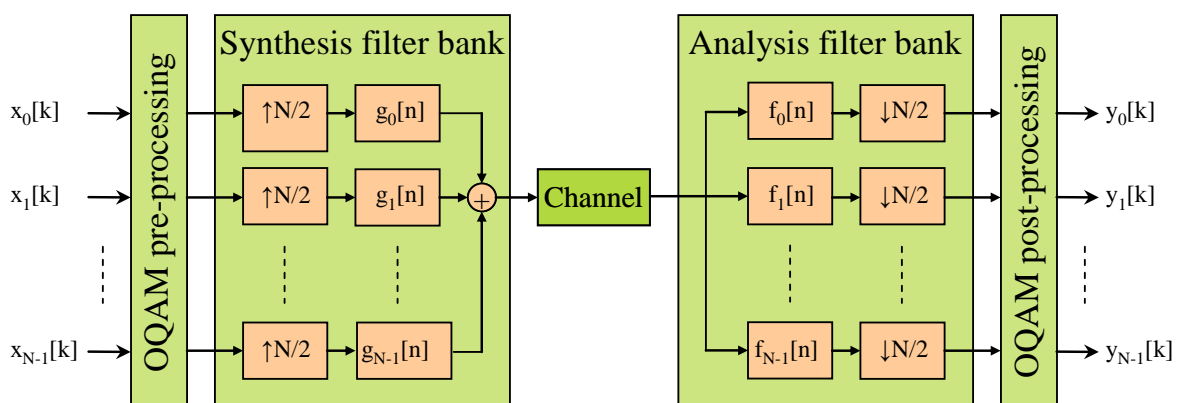 Synthesis filter bank
Analysis filter bank
OQAM pre-processing
OQAM post-processing
x0[k]
↑N/2
g0[n]
f0[n]
↓N/2
y0[k]
x1[k]
↑N/2
g1[n]
+
Channel
f1[n]
↓N/2
y1[k]
xN-1[k]
↑N/2
gN-1[n]
fN-1[n]
↓N/2
yN-1[k]